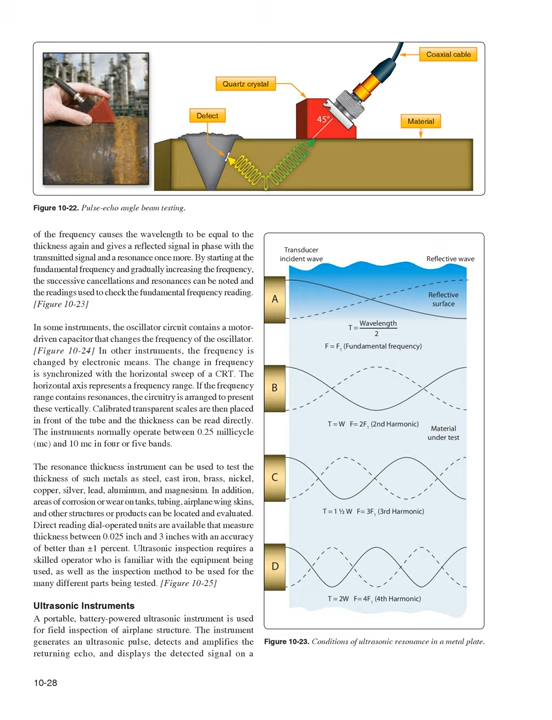 Coaxial cable
Quartz crystal
Defect
45°
Material
Figure 10-22. Pulse-echo angle beam testing.
of the frequency causes the wavelength to be equal to the
thickness again and gives a reflected signal in phase with the
transmitted signal and a resonance once more. By starting at the
fundamental frequency and gradually increasing the frequency,
the successive cancellations and resonances can be noted and
the readings used to check the fundamental frequency reading.
[Figure 10-23]
In some instruments, the oscillator circuit contains a motor-
driven capacitor that changes the frequency of the oscillator.
[Figure 10-24] In other instruments, the frequency is
changed by electronic means. The change in frequency
is synchronized with the horizontal sweep of a CRT. The
horizontal axis represents a frequency range. If the frequency
range contains resonances, the circuitry is arranged to present
these vertically. Calibrated transparent scales are then placed
in front of the tube and the thickness can be read directly.
The instruments normally operate between 0.25 millicycle
(mc) and 10 mc in four or five bands.
The resonance thickness instrument can be used to test the
thickness of such metals as steel, cast iron, brass, nickel,
copper, silver, lead, aluminum, and magnesium. In addition,
areas of corrosion or wear on tanks, tubing, airplane wing skins,
and other structures or products can be located and evaluated.
Direct reading dial-operated units are available that measure
thickness between 0.025 inch and 3 inches with an accuracy
of better than ±1 percent. Ultrasonic inspection requires a
skilled operator who is familiar with the equipment being
used, as well as the inspection method to be used for the
many different parts being tested. [Figure 10-25]
Ultrasonic Instruments
A portable, battery-powered ultrasonic instrument is used
for field inspection of airplane structure. The instrument
generates an ultrasonic pulse, detects and amplifies the
returning echo, and displays the detected signal on a
Transducer
incident wave
Reflective wave
A
Reflective
surface
T = Wavelength
2
F = F1 (Fundamental frequency)
B
T = W F= 2F1 (2nd Harmonic)
Material
under test
C
T = 1 ½ W F= 3F1 (3rd Harmonic)
D
T = 2W F= 4F1 (4th Harmonic)
Figure 10-23. Conditions of ultrasonic resonance in a metal plate.
10-28